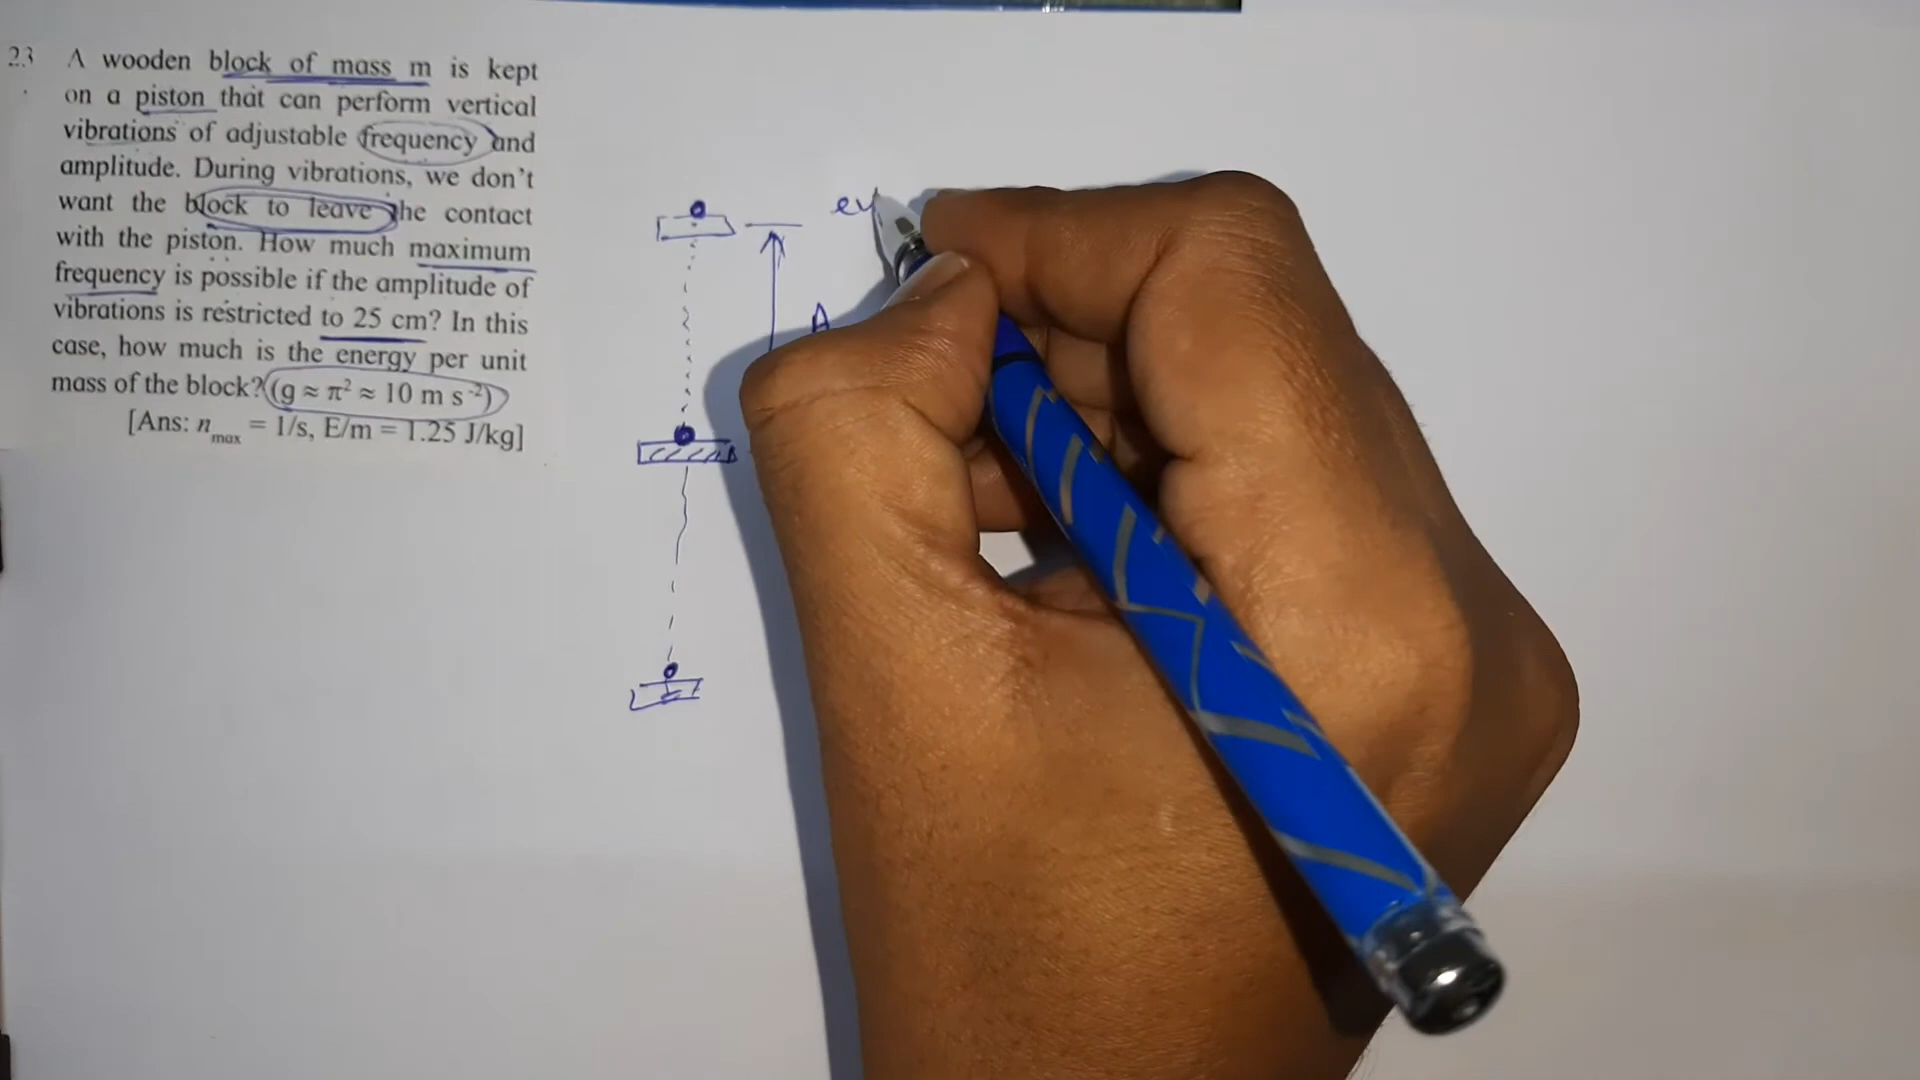 23 A wooden block of mass m is kept
on a piston that can perform vertical
vibrations of adjustable frequency and
amplitude. During vibrations, we don't
want the block to leave the contact
with the piston. How much maximum
frequency is possible if the amplitude of
vibrations is restricted to 25 cm? In this
case, how much is the energy per unit
mass of the block? (g ≈ π² ≈ 10 m s⁻²)
[Ans: n max = 1/s, E/m = 1.25 J/kg]
A